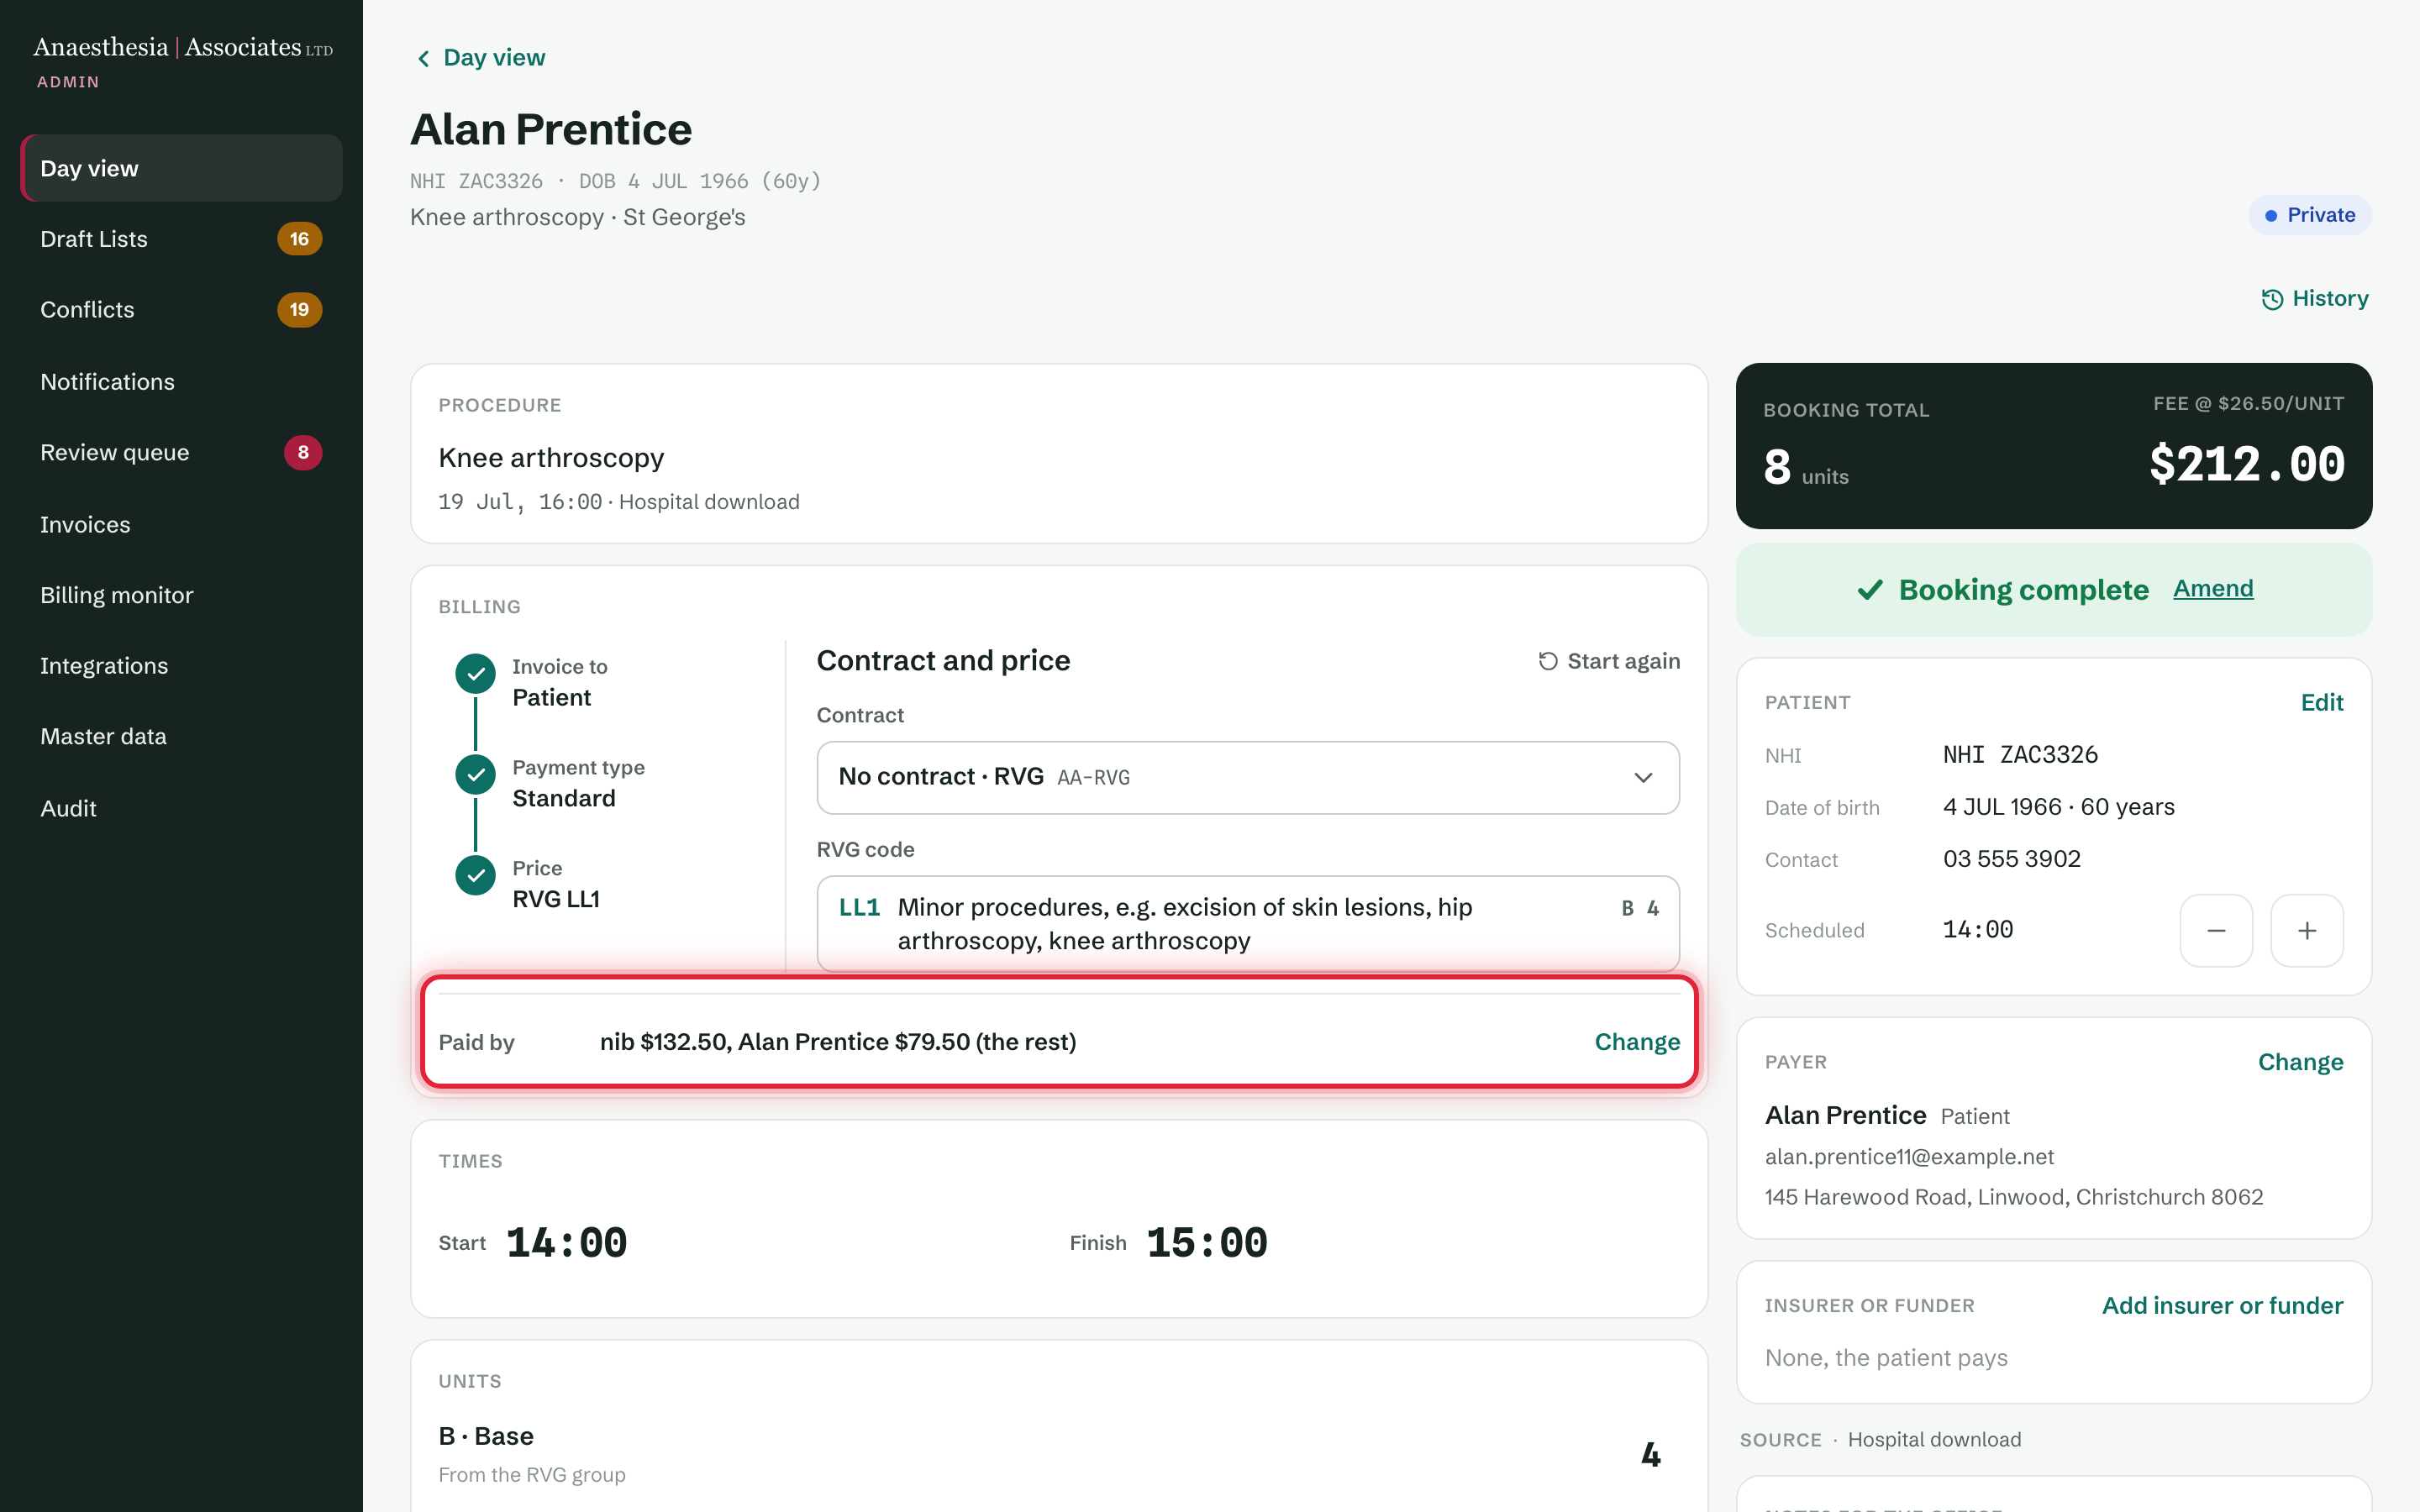 Anaesthesia | Associates LTD
ADMIN
Day view
Draft Lists 16
Conflicts 19
Notifications
Review queue 8
Invoices
Billing monitor
Integrations
Master data
Audit
Day view
Alan Prentice
NHI ZAC3326 · DOB 4 JUL 1966 (60y)
Knee arthroscopy · St George's
Private
History
PROCEDURE
Knee arthroscopy
19 Jul, 16:00 · Hospital download
BILLING
Invoice to
Patient
Payment type
Standard
Price
RVG LL1
Contract and price
Start again
Contract
No contract · RVG AA-RVG
RVG code
LL1 Minor procedures, e.g. excision of skin lesions, hip B 4
arthroscopy, knee arthroscopy
Paid by nib $132.50, Alan Prentice $79.50 (the rest) Change
TIMES
Start 14:00 Finish 15:00
UNITS
B · Base
From the RVG group
4
BOOKING TOTAL FEE @ $26.50/UNIT
8 units $212.00
Booking complete Amend
PATIENT Edit
NHI NHI ZAC3326
Date of birth 4 JUL 1966 · 60 years
Contact 03 555 3902
Scheduled 14:00 − +
PAYER Change
Alan Prentice Patient
alan.prentice11@example.net
145 Harewood Road, Linwood, Christchurch 8062
INSURER OR FUNDER Add insurer or funder
None, the patient pays
SOURCE · Hospital download